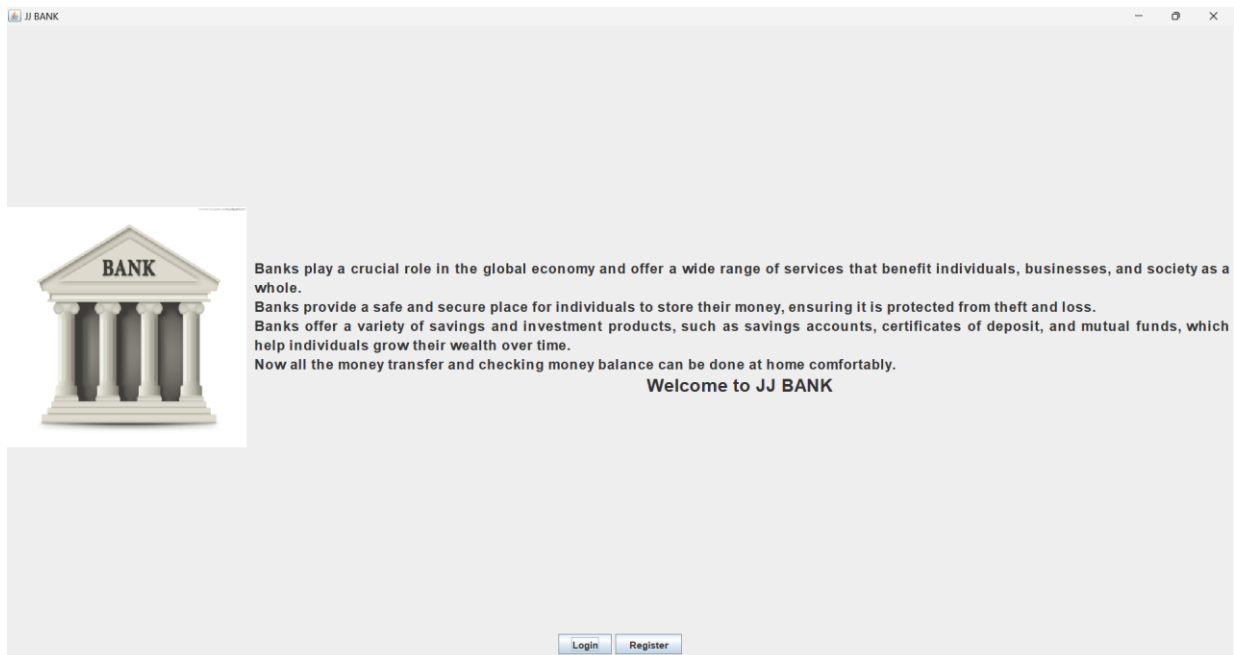 JJ BANK
BANK
Banks play a crucial role in the global economy and offer a wide range of services that benefit individuals, businesses, and society as a
whole.
Banks provide a safe and secure place for individuals to store their money, ensuring it is protected from theft and loss.
Banks offer a variety of savings and investment products, such as savings accounts, certificates of deposit, and mutual funds, which
help individuals grow their wealth over time.
Now all the money transfer and checking money balance can be done at home comfortably.
Welcome to JJ BANK
Login Register